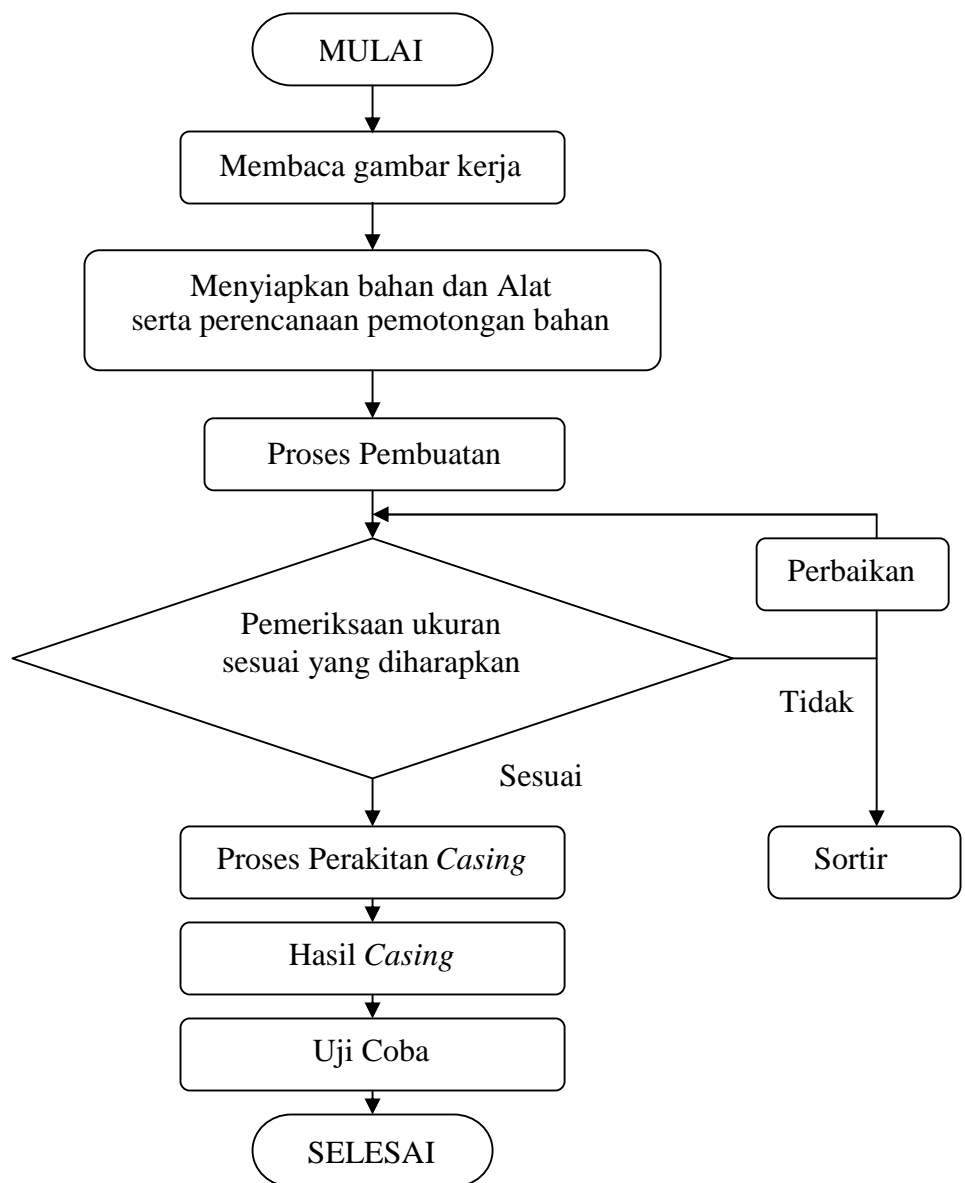 MULAI
Membaca gambar kerja
Menyiapkan bahan dan Alat
serta perencanaan pemotongan bahan
Proses Pembuatan
Perbaikan
Pemeriksaan ukuran
sesuai yang diharapkan
Tidak
Sesuai
Proses Perakitan Casing
Sortir
Hasil Casing
Uji Coba
SELESAI